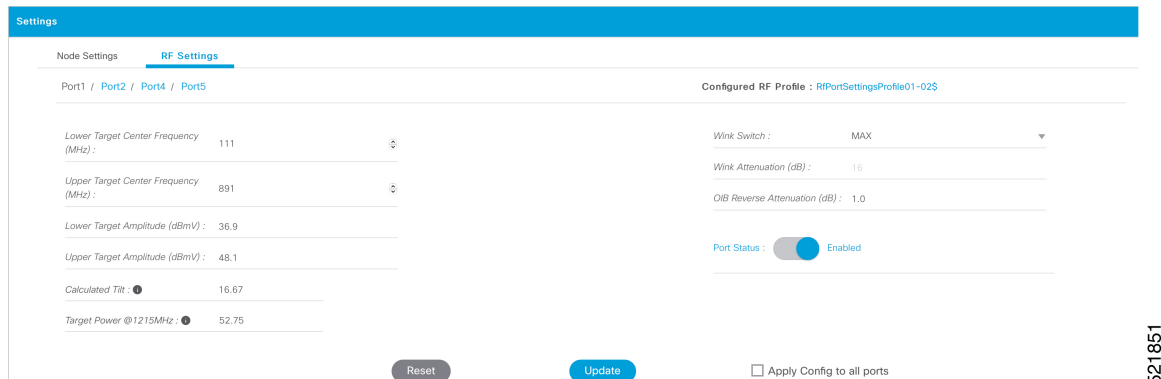 Settings
Node Settings RF Settings
Port1 / Port2 / Port4 / Port5 Configured RF Profile : RfPortSettingsProfile01-02$
Lower Target Center Frequency (MHz) : 111
Upper Target Center Frequency (MHz) : 891
Lower Target Amplitude (dBmV) : 36.9
Upper Target Amplitude (dBmV) : 48.1
Calculated Tilt : 16.67
Target Power @1215MHz : 52.75
Wink Switch : MAX
Wink Attenuation (dB) : 16
OIB Reverse Attenuation (dB) : 1.0
Port Status : Enabled
Reset Update Apply Config to all ports
521851